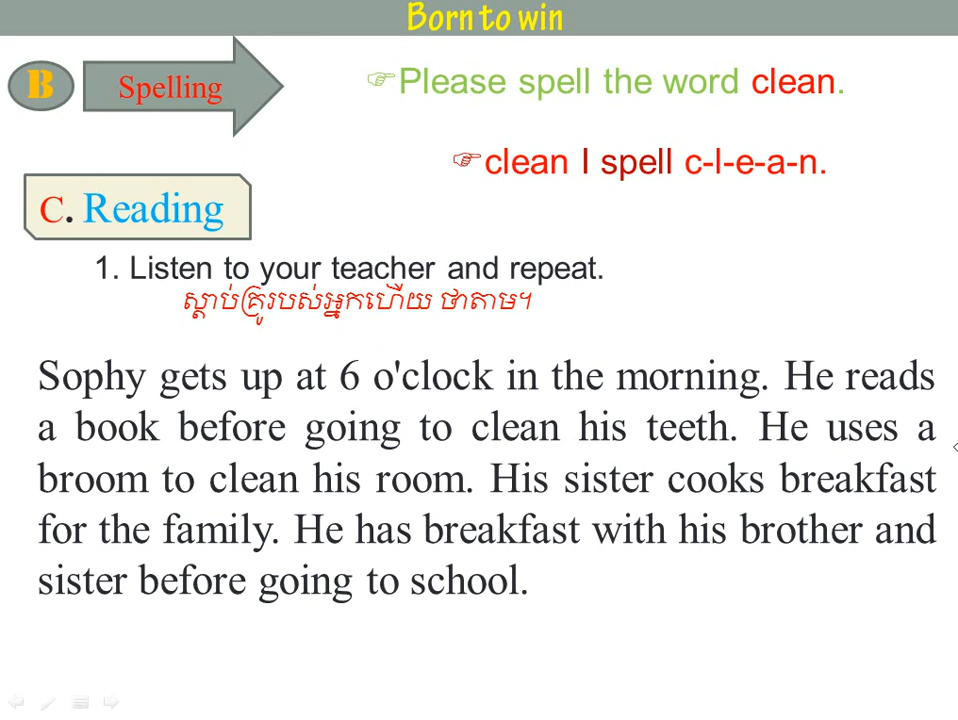 Born to win
B
Spelling
☞Please spell the word clean.
☞clean I spell c-l-e-a-n.
C. Reading
1. Listen to your teacher and repeat.
ស្ដាប់គ្រូរបស់អ្នកហើយ ថាតាម។
Sophy gets up at 6 o'clock in the morning. He reads
a book before going to clean his teeth. He uses a
broom to clean his room. His sister cooks breakfast
for the family. He has breakfast with his brother and
sister before going to school.